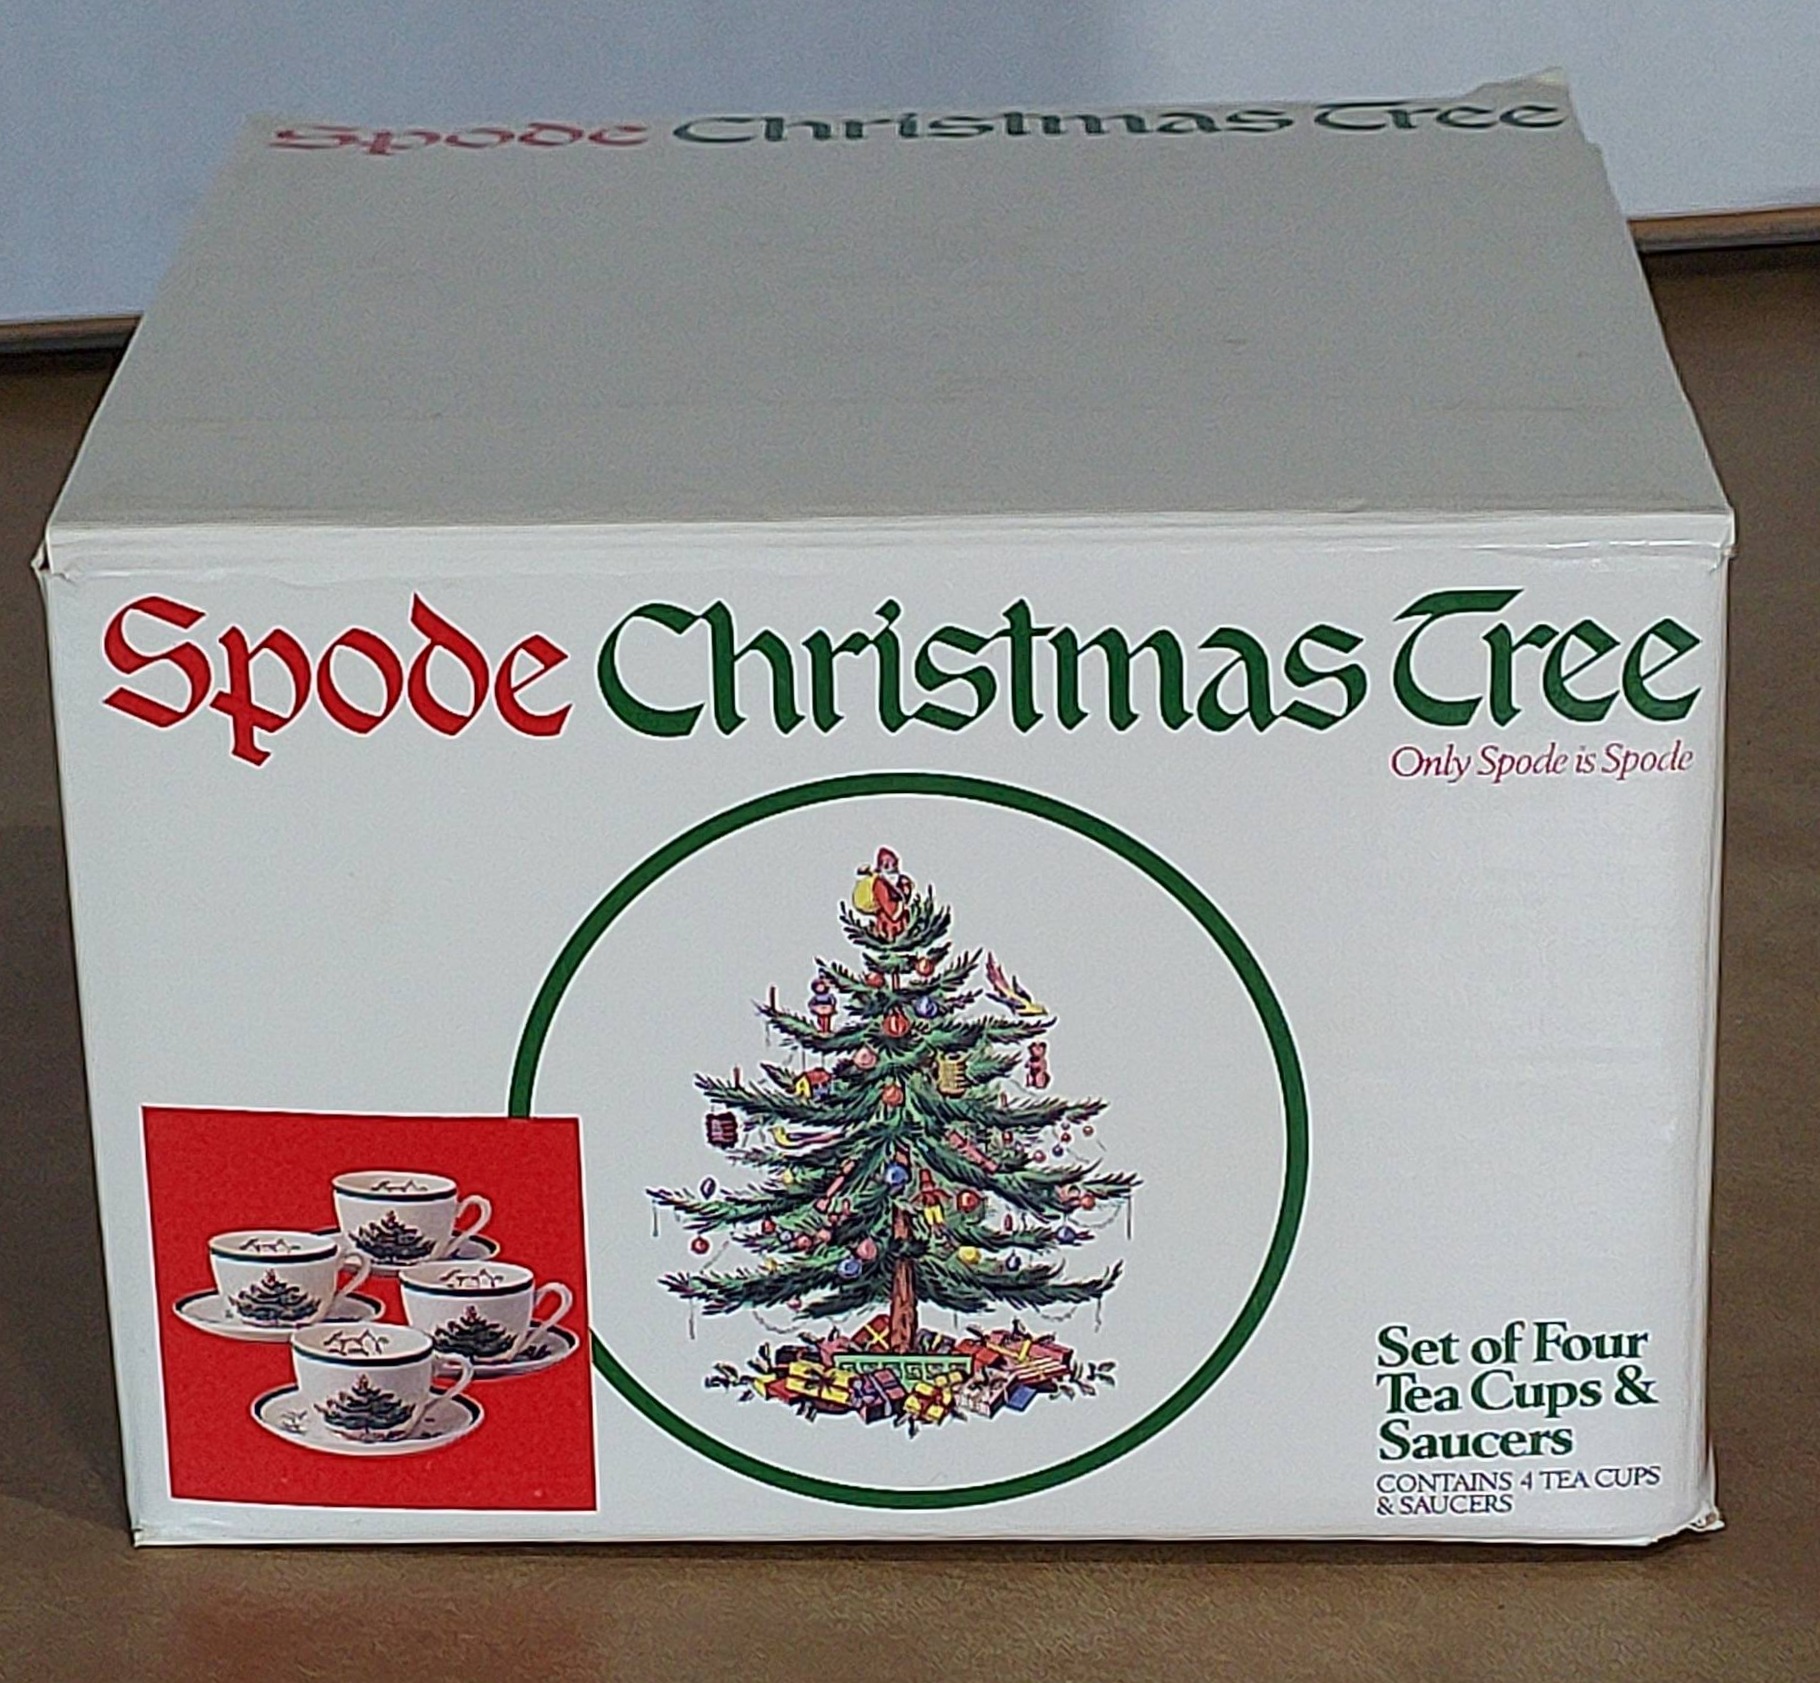 Spode Christmas Tree
Spode Christmas Tree
Only Spode is Spode
Set of Four
Tea Cups &
Saucers
CONTAINS 4 TEA CUPS
& SAUCERS